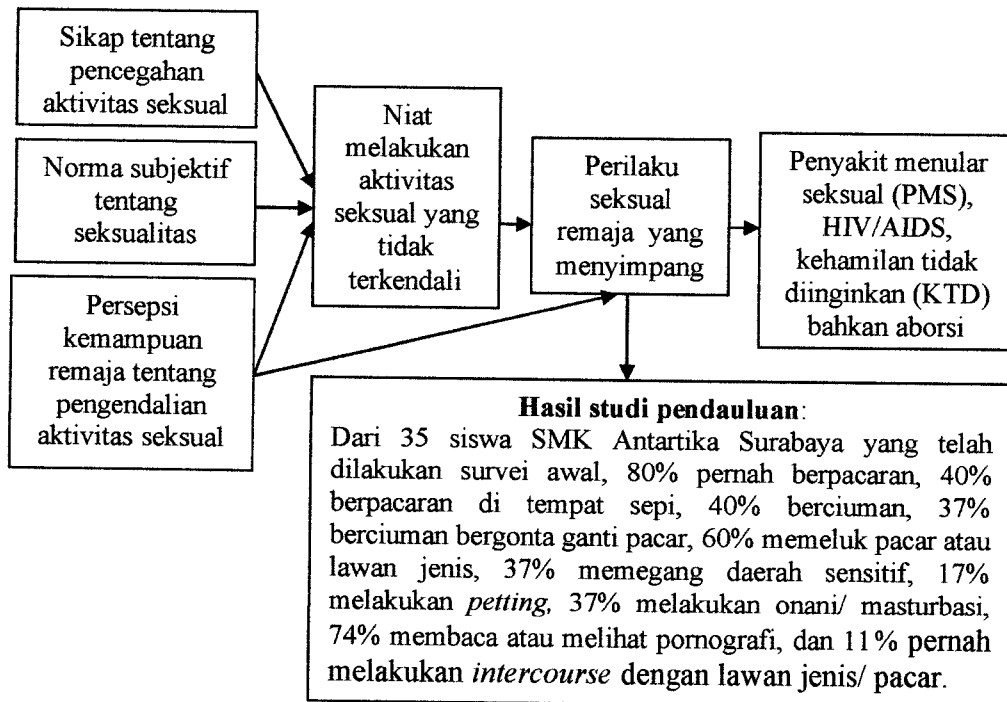 Sikap tentang
pencegahan
aktivitas seksual
Norma subjektif
tentang
seksualitas
Persepsi
kemampuan
remaja tentang
pengendalian
aktivitas seksual
Niat
melakukan
aktivitas
seksual yang
tidak
terkendali
Perilaku
seksual
remaja yang
menyimpang
Penyakit menular
seksual (PMS),
HIV/AIDS,
kehamilan tidak
diinginkan (KTD)
bahkan aborsi
Hasil studi pendauluan:
Dari 35 siswa SMK Antartika Surabaya yang telah
dilakukan survei awal, 80% pernah berpacaran, 40%
berpacaran di tempat sepi, 40% berciuman, 37%
berciuman bergonta ganti pacar, 60% memeluk pacar atau
lawan jenis, 37% memegang daerah sensitif, 17%
melakukan petting, 37% melakukan onani/ masturbasi,
74% membaca atau melihat pornografi, dan 11% pernah
melakukan intercourse dengan lawan jenis/ pacar.